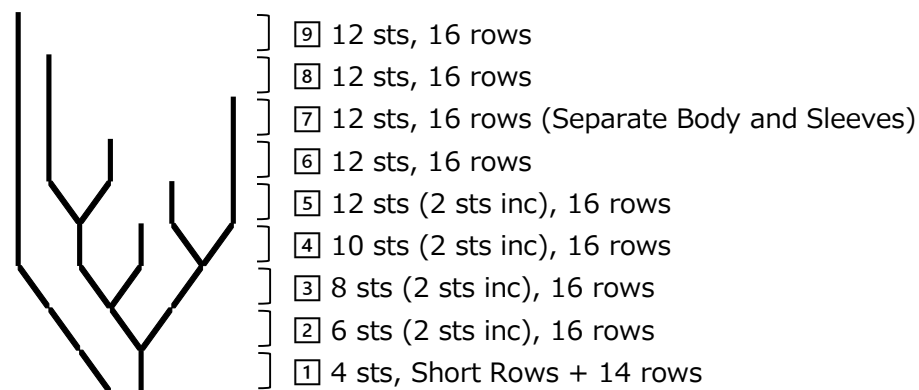 9 12 sts, 16 rows
8 12 sts, 16 rows
7 12 sts, 16 rows (Separate Body and Sleeves)
6 12 sts, 16 rows
5 12 sts (2 sts inc), 16 rows
4 10 sts (2 sts inc), 16 rows
3 8 sts (2 sts inc), 16 rows
2 6 sts (2 sts inc), 16 rows
1 4 sts, Short Rows + 14 rows